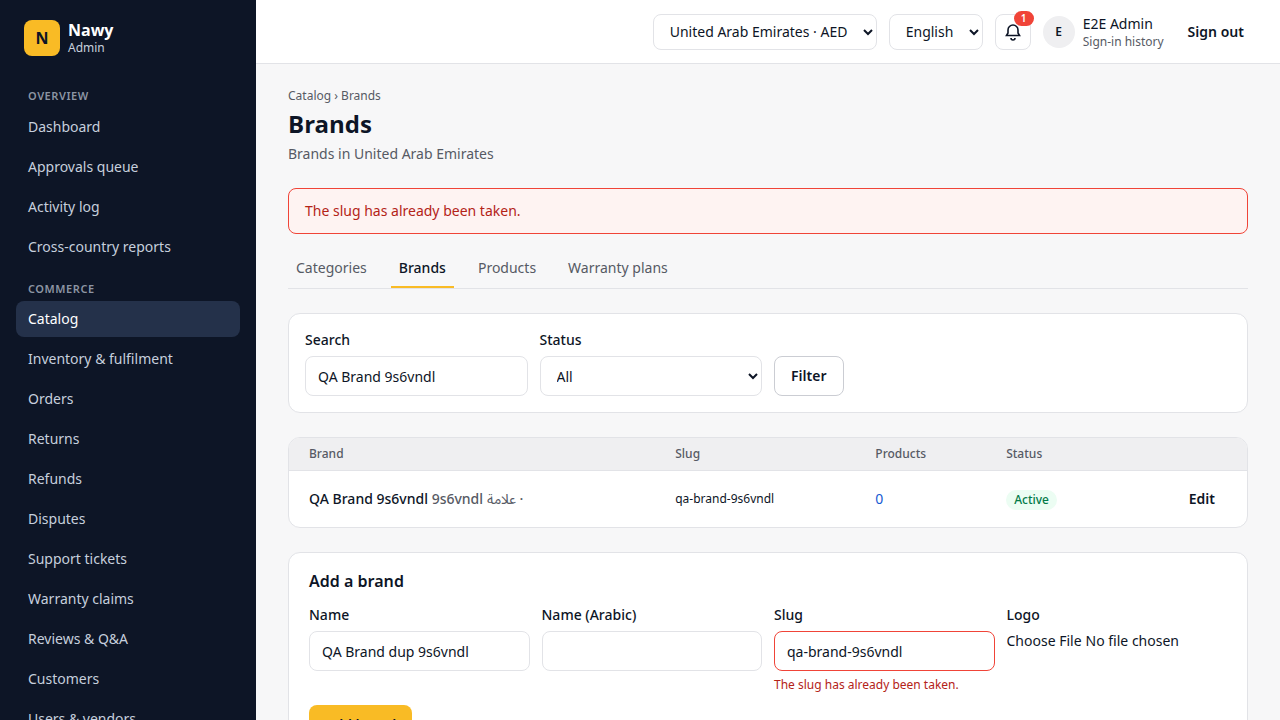 N
Nawy
Admin
OVERVIEW
Dashboard
Approvals queue
Activity log
Cross-country reports
COMMERCE
Catalog
Inventory & fulfilment
Orders
Returns
Refunds
Disputes
Support tickets
Warranty claims
Reviews & Q&A
Customers
Users & vendors
United Arab Emirates · AED
English
1
E
E2E Admin
Sign-in history
Sign out
Catalog › Brands
Brands
Brands in United Arab Emirates
The slug has already been taken.
Categories Brands Products Warranty plans
Search Status
QA Brand 9s6vndl All Filter
Brand Slug Products Status
QA Brand 9s6vndl · علامة 9s6vndl qa-brand-9s6vndl 0 Active Edit
Add a brand
Name Name (Arabic) Slug Logo
QA Brand dup 9s6vndl qa-brand-9s6vndl Choose File No file chosen
The slug has already been taken.